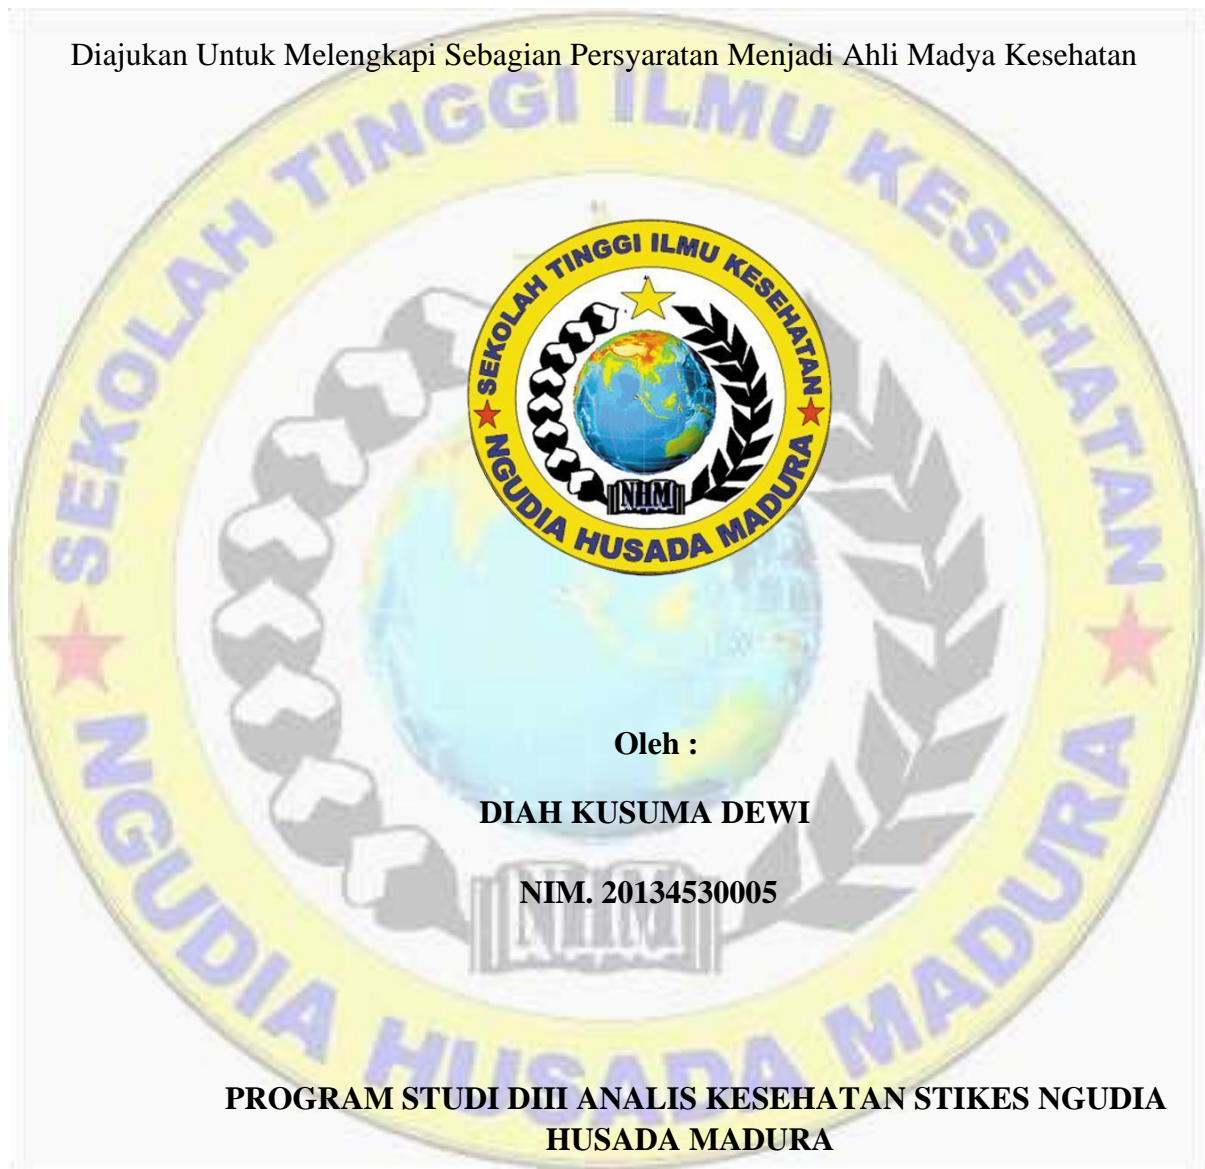 Diajukan Untuk Melengkapi Sebagian Persyaratan Menjadi Ahli Madya Kesehatan
SEKOLAH TINGGI ILMU KESEHATAN
NGUDIA HUSADA MADURA
NHM
SEKOLAH TINGGI ILMU KESEHATAN
NGUDIA HUSADA MADURA
NHM
Oleh :
DIAH KUSUMA DEWI
NIM. 20134530005
PROGRAM STUDI DIII ANALIS KESEHATAN STIKES NGUDIA
HUSADA MADURA